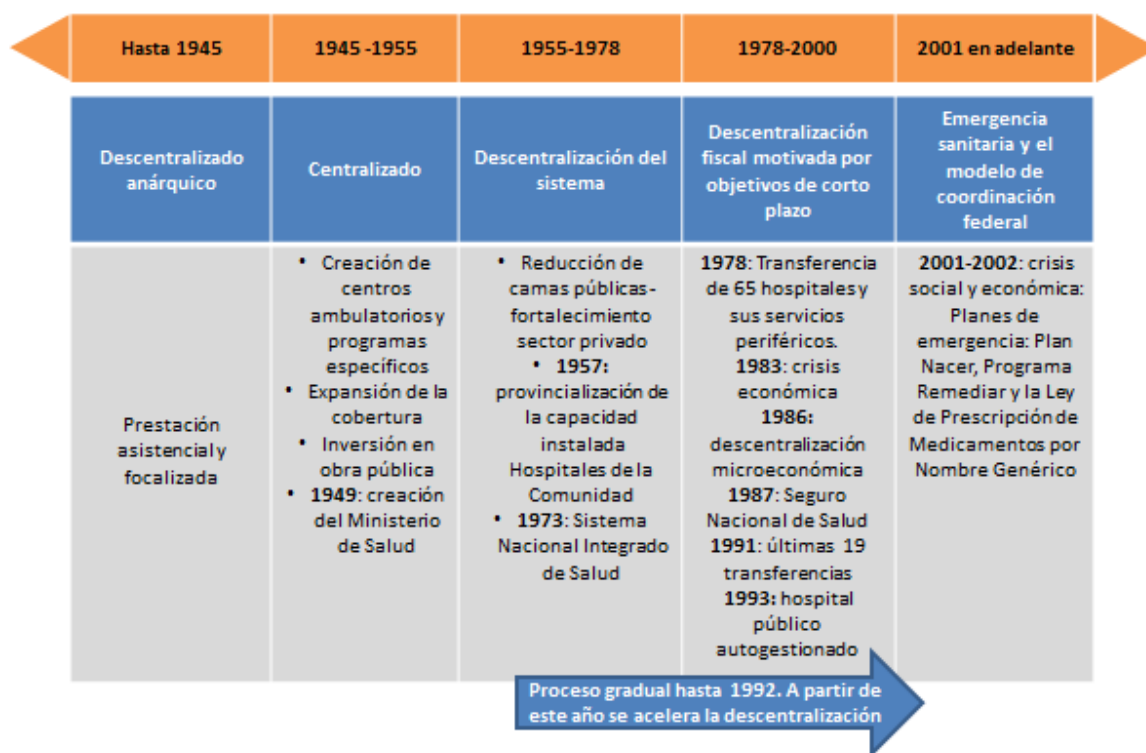 Hasta 1945
1945 -1955
1955-1978
1978-2000
2001 en adelante
Descentralizado
anárquico
Centralizado
Descentralización del
sistema
Descentralización
fiscal motivada por
objetivos de corto
plazo
Emergencia
sanitaria y el
modelo de
coordinación
federal
Prestación
asistencial y
focalizada
• Creación de
centros
ambulatorios y
programas
específicos
• Expansión de la
cobertura
• Inversión en
obra pública
• 1949: creación
del Ministerio
de Salud
• Reducción de
camas públicas-
fortalecimiento
sector privado
• 1957:
provincialización de
la capacidad
instalada
Hospitales de la
Comunidad
• 1973: Sistema
Nacional Integrado
de Salud
1978: Transferencia
de 65 hospitales y
sus servicios
periféricos.
1983: crisis
económica
1986:
descentralización
microeconómica
1987: Seguro
Nacional de Salud
1991: últimas 19
transferencias
1993: hospital
público
autogestionado
2001-2002: crisis
social y económica:
Planes de
emergencia: Plan
Nacer, Programa
Remediar y la Ley
de Prescripción de
Medicamentos por
Nombre Genérico
Proceso gradual hasta 1992. A partir de
este año se acelera la descentralización